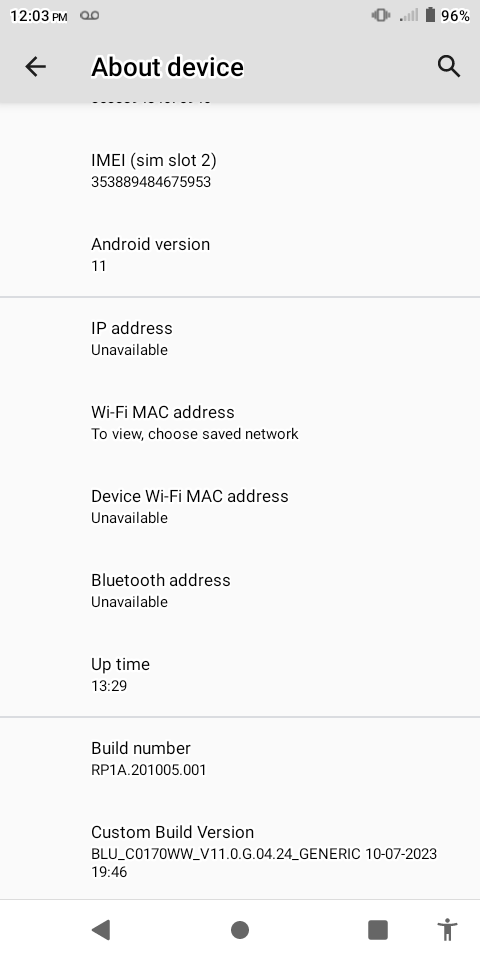 12:03 PM
96%
About device
IMEI (sim slot 2)
353889484675953
Android version
11
IP address
Unavailable
Wi-Fi MAC address
To view, choose saved network
Device Wi-Fi MAC address
Unavailable
Bluetooth address
Unavailable
Up time
13:29
Build number
RP1A.201005.001
Custom Build Version
BLU_C0170WW_V11.0.G.04.24_GENERIC 10-07-2023
19:46